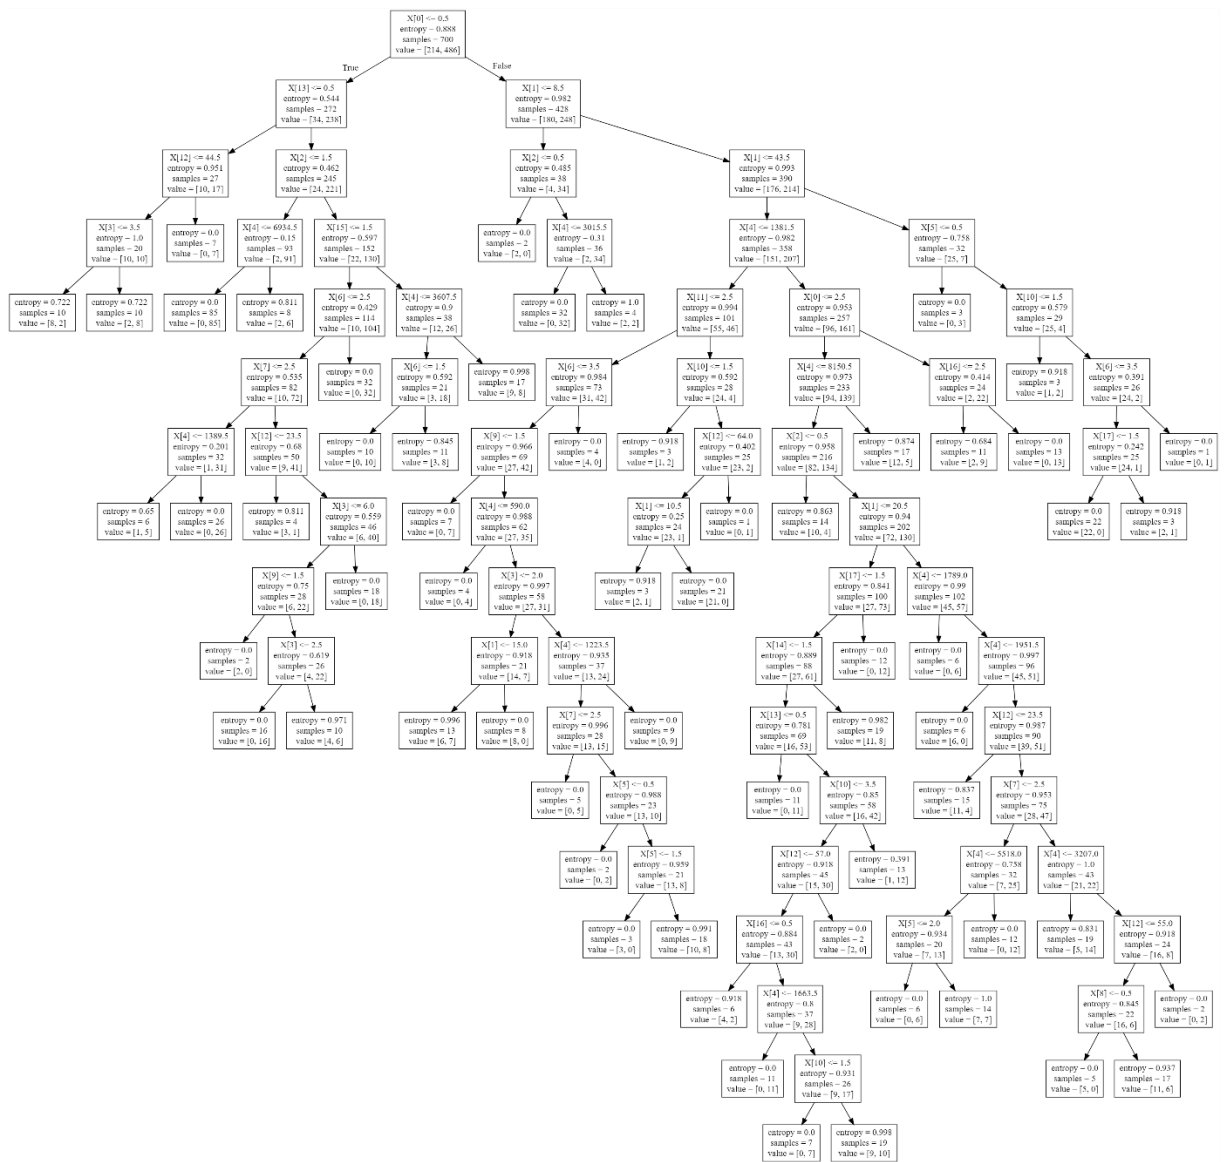 X[0] <= 0.5
entropy = 0.888
samples = 700
value = [214, 486]
True
False
X[13] <= 0.5
entropy = 0.544
samples = 272
value = [34, 238]
X[1] <= 8.5
entropy = 0.982
samples = 428
value = [180, 248]
X[12] <= 44.5
entropy = 0.951
samples = 27
value = [10, 17]
X[2] <= 1.5
entropy = 0.462
samples = 245
value = [24, 221]
X[2] <= 0.5
entropy = 0.485
samples = 38
value = [4, 34]
X[1] <= 43.5
entropy = 0.993
samples = 390
value = [176, 214]
X[3] <= 3.5
entropy = 1.0
samples = 20
value = [10, 10]
entropy = 0.0
samples = 7
value = [0, 7]
X[4] <= 6934.5
entropy = 0.15
samples = 93
value = [2, 91]
X[15] <= 1.5
entropy = 0.597
samples = 152
value = [22, 130]
entropy = 0.0
samples = 2
value = [2, 0]
X[4] <= 3015.5
entropy = 0.31
samples = 36
value = [2, 34]
X[4] <= 1381.5
entropy = 0.982
samples = 358
value = [151, 207]
X[5] <= 0.5
entropy = 0.758
samples = 32
value = [25, 7]
entropy = 0.722
samples = 10
value = [8, 2]
entropy = 0.722
samples = 10
value = [2, 8]
entropy = 0.0
samples = 85
value = [0, 85]
entropy = 0.811
samples = 8
value = [2, 6]
X[6] <= 2.5
entropy = 0.429
samples = 114
value = [10, 104]
X[4] <= 3607.5
entropy = 0.9
samples = 38
value = [12, 26]
entropy = 0.0
samples = 32
value = [0, 32]
entropy = 1.0
samples = 4
value = [2, 2]
X[11] <= 2.5
entropy = 0.994
samples = 101
value = [55, 46]
X[0] <= 2.5
entropy = 0.953
samples = 257
value = [96, 161]
entropy = 0.0
samples = 3
value = [0, 3]
X[10] <= 1.5
entropy = 0.579
samples = 29
value = [25, 4]
X[7] <= 2.5
entropy = 0.535
samples = 82
value = [10, 72]
entropy = 0.0
samples = 32
value = [0, 32]
X[6] <= 1.5
entropy = 0.592
samples = 21
value = [3, 18]
entropy = 0.998
samples = 17
value = [9, 8]
X[6] <= 3.5
entropy = 0.984
samples = 73
value = [31, 42]
X[10] <= 1.5
entropy = 0.592
samples = 28
value = [24, 4]
X[4] <= 8150.5
entropy = 0.973
samples = 233
value = [94, 139]
X[16] <= 2.5
entropy = 0.414
samples = 24
value = [2, 22]
entropy = 0.918
samples = 3
value = [1, 2]
X[6] <= 3.5
entropy = 0.391
samples = 26
value = [24, 2]
X[4] <= 1389.5
entropy = 0.201
samples = 32
value = [1, 31]
X[12] <= 23.5
entropy = 0.68
samples = 50
value = [9, 41]
entropy = 0.0
samples = 10
value = [0, 10]
entropy = 0.845
samples = 11
value = [3, 8]
X[9] <= 1.5
entropy = 0.966
samples = 69
value = [27, 42]
entropy = 0.0
samples = 4
value = [4, 0]
entropy = 0.918
samples = 3
value = [1, 2]
X[12] <= 64.0
entropy = 0.402
samples = 25
value = [23, 2]
X[2] <= 0.5
entropy = 0.958
samples = 216
value = [82, 134]
entropy = 0.874
samples = 17
value = [12, 5]
entropy = 0.684
samples = 11
value = [2, 9]
entropy = 0.0
samples = 13
value = [0, 13]
X[17] <= 1.5
entropy = 0.242
samples = 25
value = [24, 1]
entropy = 0.0
samples = 1
value = [0, 1]
entropy = 0.65
samples = 6
value = [1, 5]
entropy = 0.0
samples = 26
value = [0, 26]
entropy = 0.811
samples = 4
value = [3, 1]
X[3] <= 6.0
entropy = 0.559
samples = 46
value = [6, 40]
entropy = 0.0
samples = 7
value = [0, 7]
X[4] <= 590.0
entropy = 0.988
samples = 62
value = [27, 35]
X[1] <= 10.5
entropy = 0.25
samples = 24
value = [23, 1]
entropy = 0.0
samples = 1
value = [0, 1]
entropy = 0.863
samples = 14
value = [10, 4]
X[1] <= 20.5
entropy = 0.94
samples = 202
value = [72, 130]
entropy = 0.0
samples = 22
value = [22, 0]
entropy = 0.918
samples = 3
value = [2, 1]
X[9] <= 1.5
entropy = 0.75
samples = 28
value = [6, 22]
entropy = 0.0
samples = 18
value = [0, 18]
entropy = 0.0
samples = 4
value = [0, 4]
X[3] <= 2.0
entropy = 0.997
samples = 58
value = [27, 31]
entropy = 0.918
samples = 3
value = [2, 1]
entropy = 0.0
samples = 21
value = [21, 0]
X[17] <= 1.5
entropy = 0.841
samples = 100
value = [27, 73]
X[4] <= 1789.0
entropy = 0.99
samples = 102
value = [45, 57]
entropy = 0.0
samples = 2
value = [2, 0]
X[3] <= 2.5
entropy = 0.619
samples = 26
value = [4, 22]
X[1] <= 15.0
entropy = 0.918
samples = 21
value = [14, 7]
X[4] <= 1223.5
entropy = 0.935
samples = 37
value = [13, 24]
X[14] <= 1.5
entropy = 0.889
samples = 88
value = [27, 61]
entropy = 0.0
samples = 12
value = [0, 12]
entropy = 0.0
samples = 6
value = [0, 6]
X[4] <= 1951.5
entropy = 0.997
samples = 96
value = [45, 51]
entropy = 0.0
samples = 16
value = [0, 16]
entropy = 0.971
samples = 10
value = [4, 6]
entropy = 0.996
samples = 13
value = [6, 7]
entropy = 0.0
samples = 8
value = [8, 0]
X[7] <= 2.5
entropy = 0.996
samples = 28
value = [13, 15]
entropy = 0.0
samples = 9
value = [0, 9]
X[13] <= 0.5
entropy = 0.781
samples = 69
value = [16, 53]
entropy = 0.982
samples = 19
value = [11, 8]
entropy = 0.0
samples = 6
value = [6, 0]
X[12] <= 23.5
entropy = 0.987
samples = 90
value = [39, 51]
entropy = 0.0
samples = 5
value = [0, 5]
X[5] <= 0.5
entropy = 0.988
samples = 23
value = [13, 10]
entropy = 0.0
samples = 11
value = [0, 11]
X[10] <= 3.5
entropy = 0.85
samples = 58
value = [16, 42]
entropy = 0.837
samples = 15
value = [11, 4]
X[7] <= 2.5
entropy = 0.953
samples = 75
value = [28, 47]
entropy = 0.0
samples = 2
value = [0, 2]
X[5] <= 1.5
entropy = 0.959
samples = 21
value = [13, 8]
X[12] <= 57.0
entropy = 0.918
samples = 45
value = [15, 30]
entropy = 0.391
samples = 13
value = [1, 12]
X[4] <= 5518.0
entropy = 0.758
samples = 32
value = [7, 25]
X[4] <= 3207.0
entropy = 1.0
samples = 43
value = [21, 22]
entropy = 0.0
samples = 3
value = [3, 0]
entropy = 0.991
samples = 18
value = [10, 8]
X[16] <= 0.5
entropy = 0.884
samples = 43
value = [13, 30]
entropy = 0.0
samples = 2
value = [2, 0]
X[5] <= 2.0
entropy = 0.934
samples = 20
value = [7, 13]
entropy = 0.0
samples = 12
value = [0, 12]
entropy = 0.831
samples = 19
value = [5, 14]
X[12] <= 55.0
entropy = 0.918
samples = 24
value = [16, 8]
entropy = 0.918
samples = 6
value = [4, 2]
X[4] <= 1663.5
entropy = 0.8
samples = 37
value = [9, 28]
entropy = 0.0
samples = 6
value = [0, 6]
entropy = 1.0
samples = 14
value = [7, 7]
X[8] <= 0.5
entropy = 0.845
samples = 22
value = [16, 6]
entropy = 0.0
samples = 2
value = [0, 2]
entropy = 0.0
samples = 11
value = [0, 11]
X[10] <= 1.5
entropy = 0.931
samples = 26
value = [9, 17]
entropy = 0.0
samples = 5
value = [5, 0]
entropy = 0.937
samples = 17
value = [11, 6]
entropy = 0.0
samples = 7
value = [0, 7]
entropy = 0.998
samples = 19
value = [9, 10]